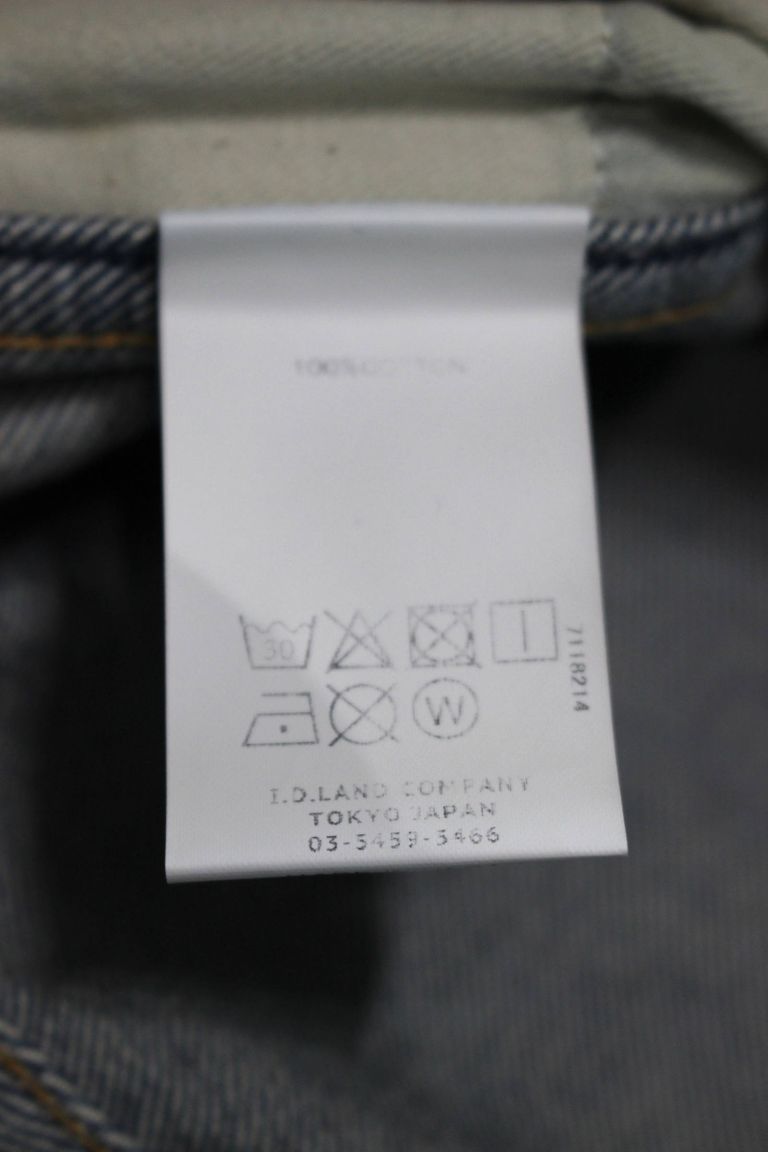 100%COTTON
30
7118214
W
I.D.LAND COMPANY
TOKYO JAPAN
03-5459-5466